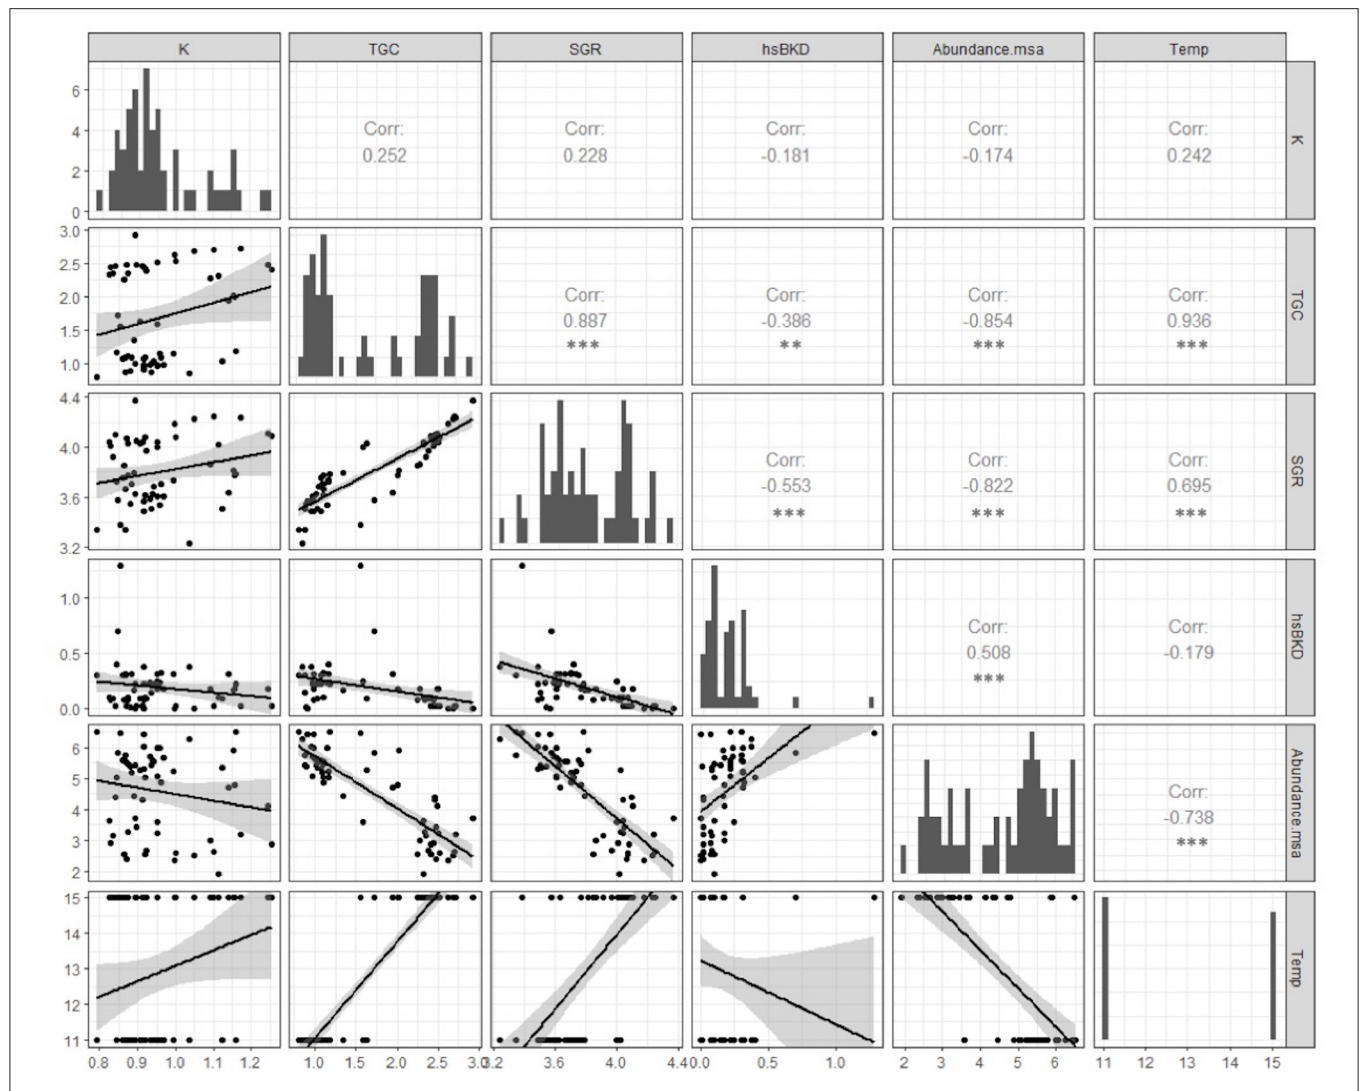 K TGC SGR hsBKD Abundance.msa Temp
6
4
2
0
Corr:
0.252
Corr:
0.228
Corr:
-0.181
Corr:
-0.174
Corr:
0.242
K
3.0
2.5
2.0
1.5
1.0
Corr:
0.887
***
Corr:
-0.386
**
Corr:
-0.854
***
Corr:
0.936
***
TGC
4.4
4.0
3.6
3.2
Corr:
-0.553
***
Corr:
-0.822
***
Corr:
0.695
***
SGR
1.0
0.5
0.0
Corr:
0.508
***
Corr:
-0.179
hsBKD
6
5
4
3
2
Corr:
-0.738
***
Abundance.msa
15
14
13
12
11
Temp
0.8 0.9 1.0 1.1 1.2
1.0 1.5 2.0 2.5 3.0
3.2 3.6 4.0 4.4
0.0 0.5 1.0
2 3 4 5 6
11 12 13 14 15